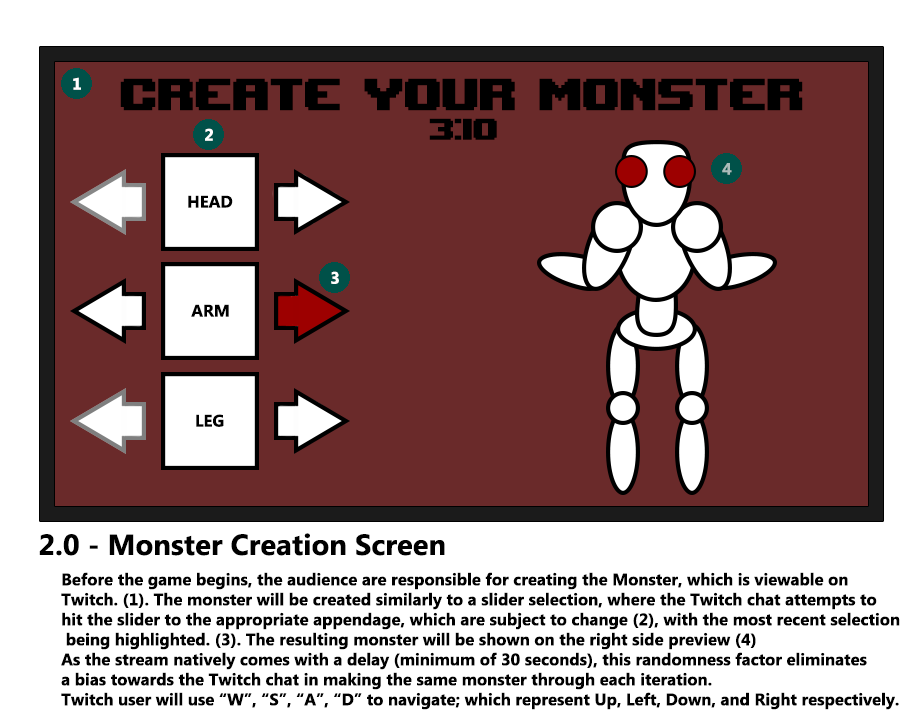 1
CREATE YOUR MONSTER
3:10
2
4
HEAD
3
ARM
LEG
2.0 - Monster Creation Screen
Before the game begins, the audience are responsible for creating the Monster, which is viewable on
Twitch. (1). The monster will be created similarly to a slider selection, where the Twitch chat attempts to
hit the slider to the appropriate appendage, which are subject to change (2), with the most recent selection
being highlighted. (3). The resulting monster will be shown on the right side preview (4)
As the stream natively comes with a delay (minimum of 30 seconds), this randomness factor eliminates
a bias towards the Twitch chat in making the same monster through each iteration.
Twitch user will use “W”, “S”, “A”, “D” to navigate; which represent Up, Left, Down, and Right respectively.